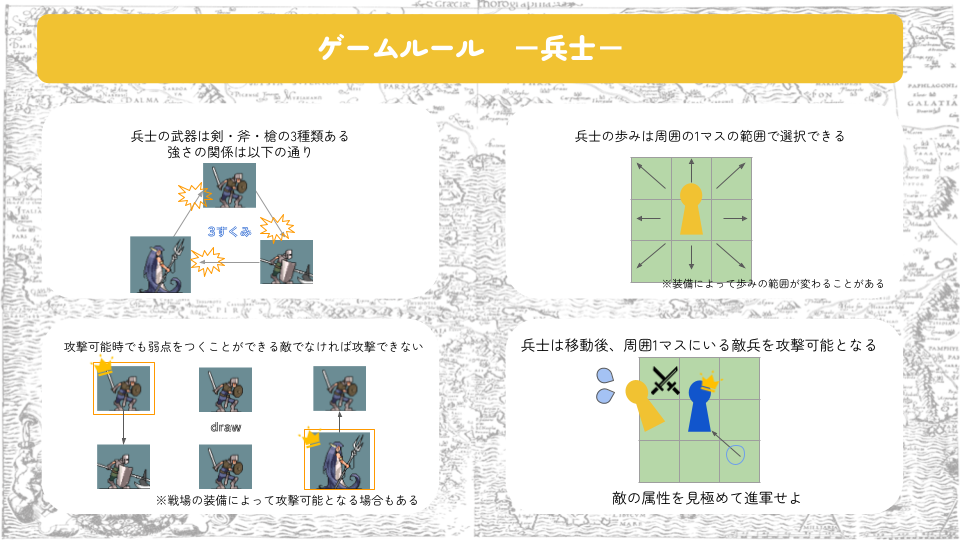 ゲームルール　－兵士－
兵士の武器は剣・斧・槍の3種類ある
強さの関係は以下の通り
3すくみ
兵士の歩みは周囲の1マスの範囲で選択できる
※装備によって歩みの範囲が変わることがある
攻撃可能時でも弱点をつくことができる敵でなければ攻撃できない
draw
※戦場の装備によって攻撃可能となる場合もある
兵士は移動後、周囲1マスにいる敵兵を攻撃可能となる
敵の属性を見極めて進軍せよ
PAPHLAGONI
GALATIA
DALMA